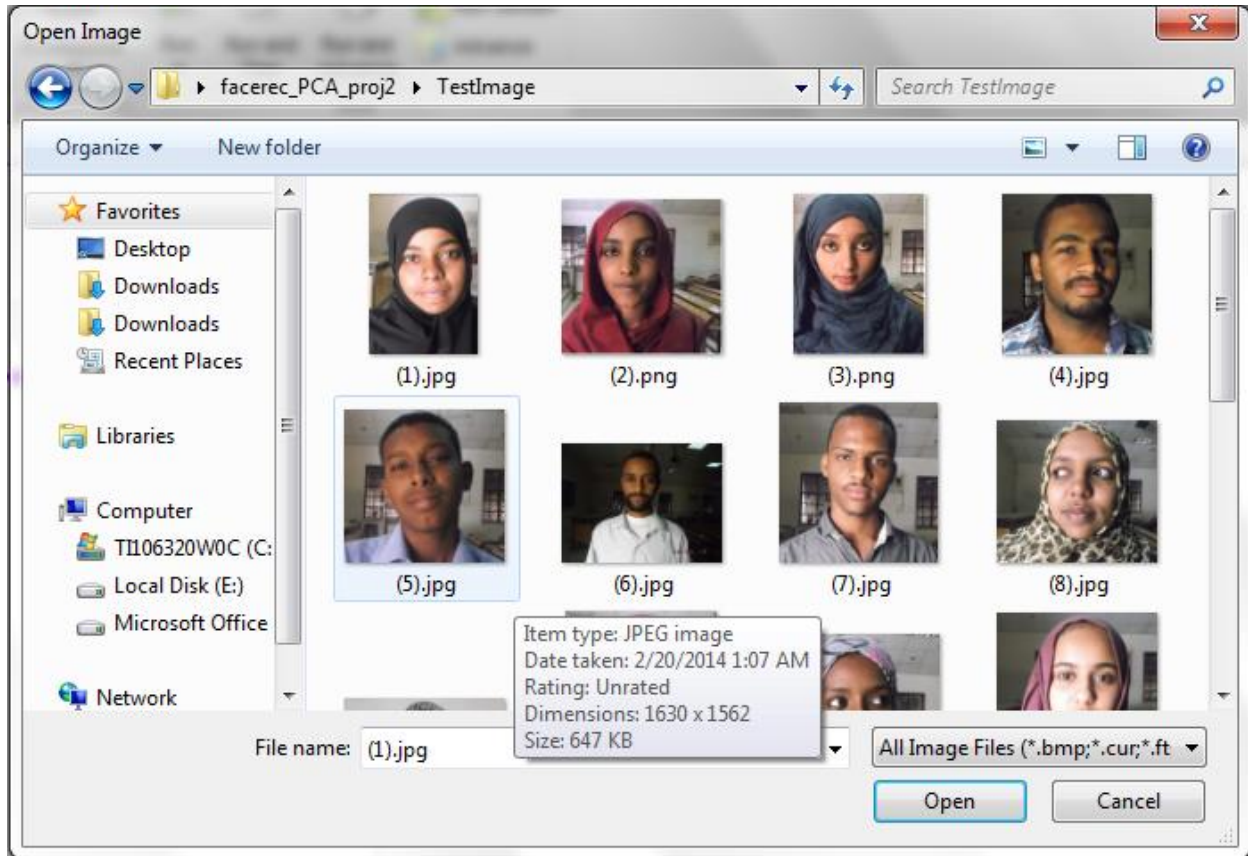 Open Image
facerec_PCA_proj2 TestImage
Search TestImage
Organize New folder
Favorites
Desktop
Downloads
Downloads
Recent Places
Libraries
Computer
TI106320W0C (C:
Local Disk (E:)
Microsoft Office
Network
(1).jpg (2).png (3).png (4).jpg
(5).jpg (6).jpg (7).jpg (8).jpg
Item type: JPEG image
Date taken: 2/20/2014 1:07 AM
Rating: Unrated
Dimensions: 1630 x 1562
Size: 647 KB
File name: (1).jpg All Image Files (*.bmp;*.cur;*.ft
Open Cancel